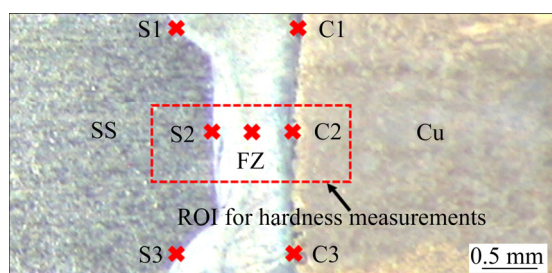 S1 C1
SS S2 C2 Cu
FZ
ROI for hardness measurements
S3 C3
0.5 mm